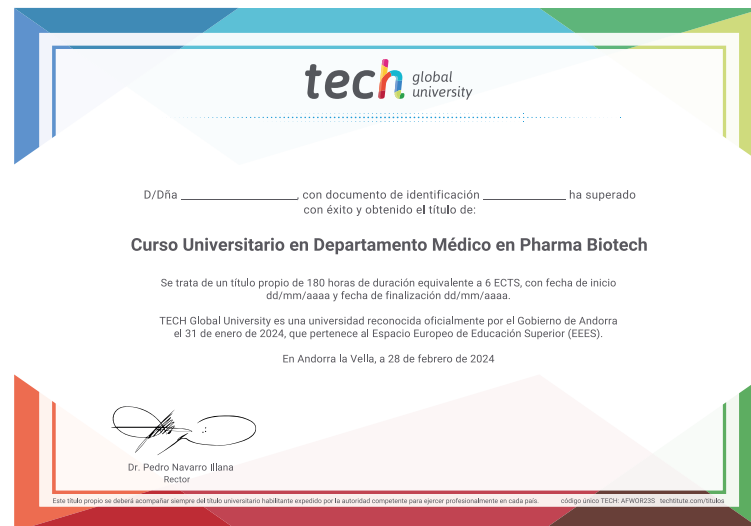 tech global university
D/Dña ______________________, con documento de identificación _______________ ha superado
con éxito y obtenido el título de:
Curso Universitario en Departamento Médico en Pharma Biotech
Se trata de un título propio de 180 horas de duración equivalente a 6 ECTS, con fecha de inicio
dd/mm/aaaa y fecha de finalización dd/mm/aaaa.
TECH Global University es una universidad reconocida oficialmente por el Gobierno de Andorra
el 31 de enero de 2024, que pertenece al Espacio Europeo de Educación Superior (EEES).
En Andorra la Vella, a 28 de febrero de 2024
Dr. Pedro Navarro Illana
Rector
Este título propio se deberá acompañar siempre del título universitario habilitante expedido por la autoridad competente para ejercer profesionalmente en cada país. código único TECH: AFWOR23S techtitute.com/titulos